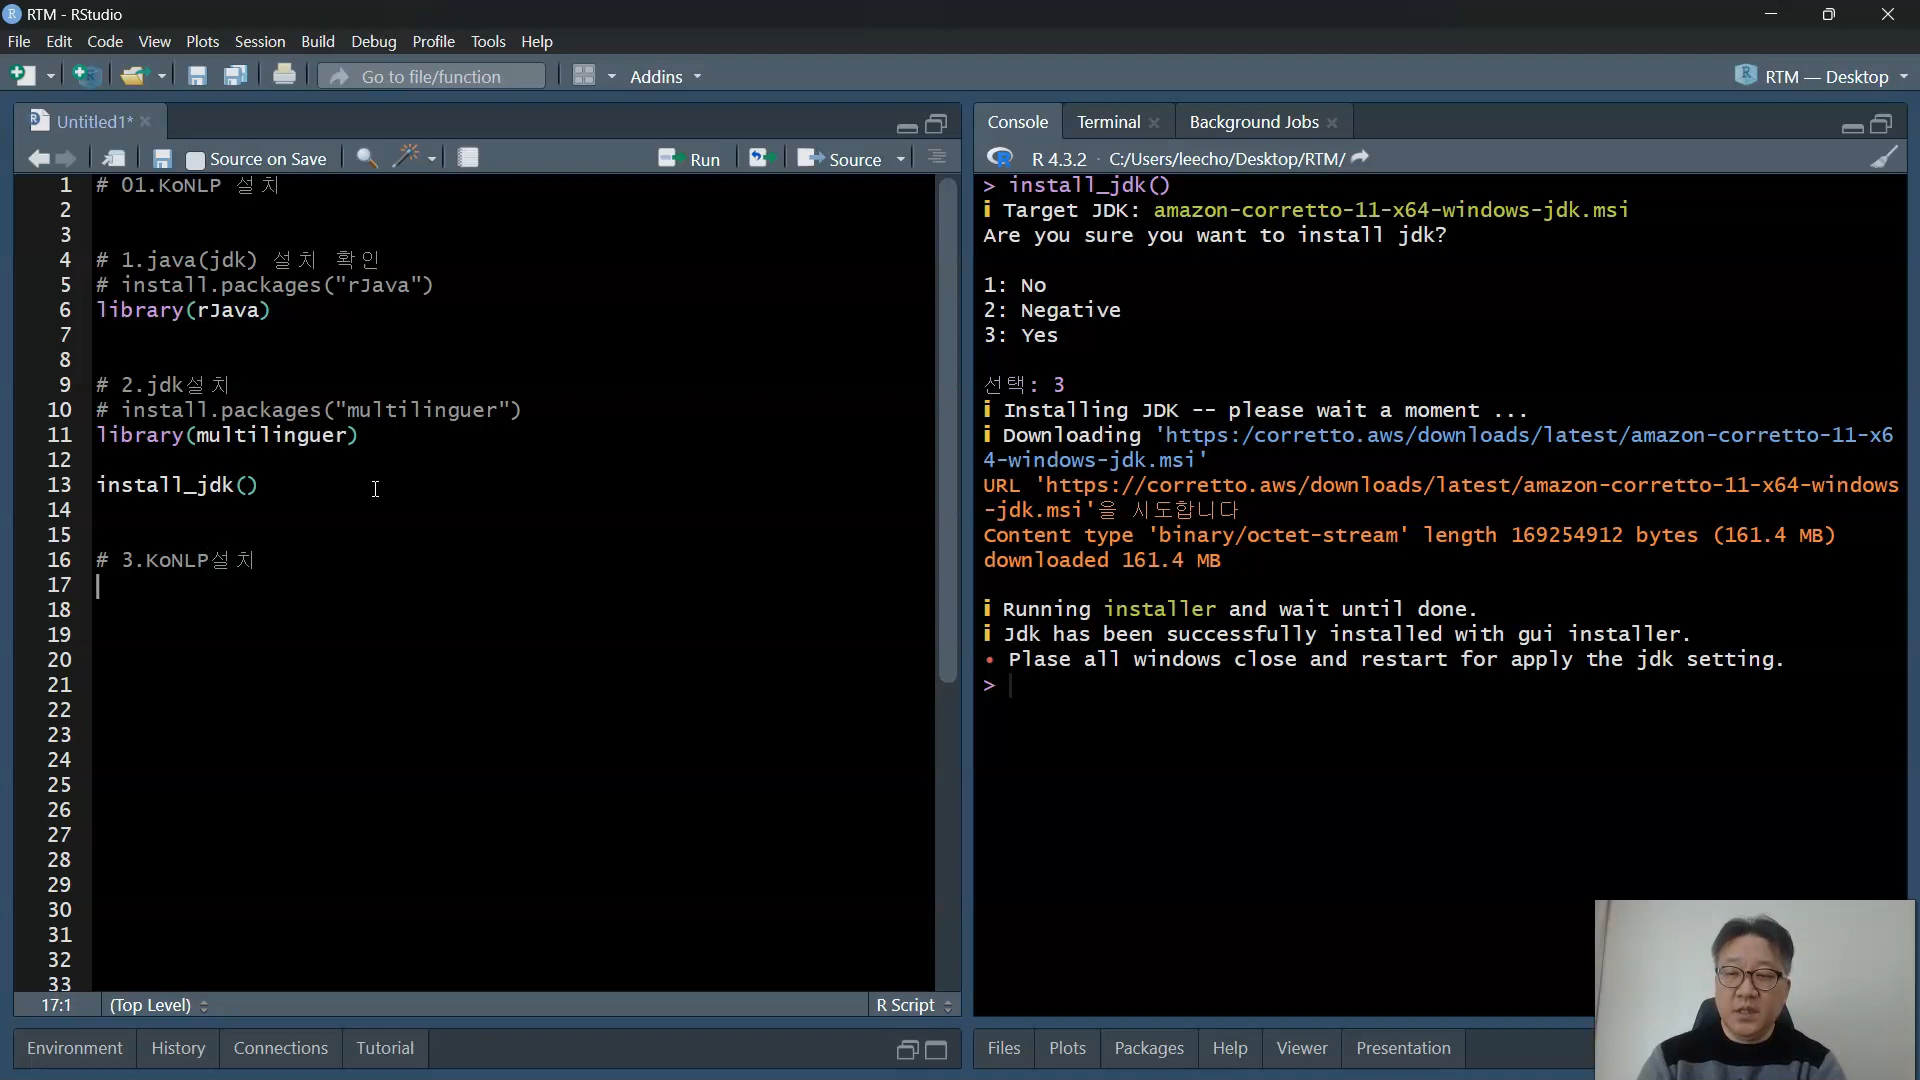 RTM - RStudio
File Edit Code View Plots Session Build Debug Profile Tools Help
Go to file/function Addins RTM — Desktop
Untitled1*
Source on Save Run Source
1 # 01.KoNLP 설치
2
3
4 # 1.java(jdk) 설치 확인
5 # install.packages("rJava")
6 library(rJava)
7
8
9 # 2.jdk설치
10 # install.packages("multilinguer")
11 library(multilinguer)
12
13 install_jdk()
14
15
16 # 3.KoNLP설치
17
18
19
20
21
22
23
24
25
26
27
28
29
30
31
32
33
17:1 (Top Level) R Script
Environment History Connections Tutorial
Console Terminal Background Jobs
R 4.3.2 · C:/Users/leecho/Desktop/RTM/
> install_jdk()
i Target JDK: amazon-corretto-11-x64-windows-jdk.msi
Are you sure you want to install jdk?
1: No
2: Negative
3: Yes
선택: 3
i Installing JDK -- please wait a moment ...
i Downloading 'https:/corretto.aws/downloads/latest/amazon-corretto-11-x6
4-windows-jdk.msi'
URL 'https://corretto.aws/downloads/latest/amazon-corretto-11-x64-windows
-jdk.msi'을 시도합니다
Content type 'binary/octet-stream' length 169254912 bytes (161.4 MB)
downloaded 161.4 MB
i Running installer and wait until done.
i Jdk has been successfully installed with gui installer.
• Plase all windows close and restart for apply the jdk setting.
>
Files Plots Packages Help Viewer Presentation